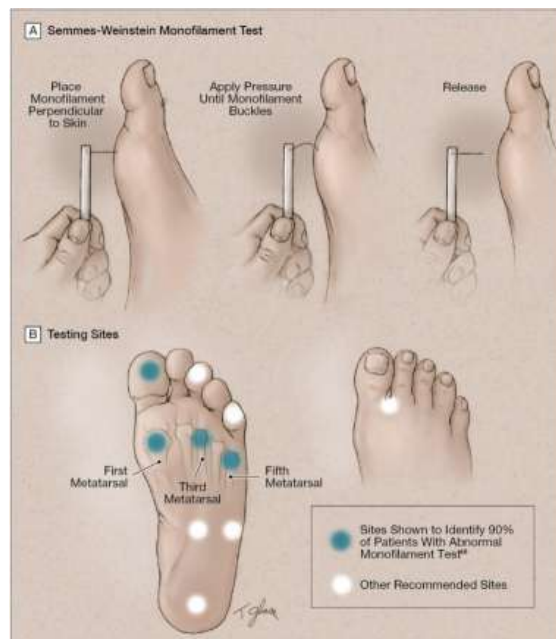 A Semmes-Weinstein Monofilament Test
Place
Monofilament
Perpendicular
to Skin
Apply Pressure
Until Monofilament
Buckles
Release
B Testing Sites
First
Metatarsal
Third
Metatarsal
Fifth
Metatarsal
Sites Shown to Identify 90%
of Patients With Abnormal
Monofilament Test
Other Recommended Sites